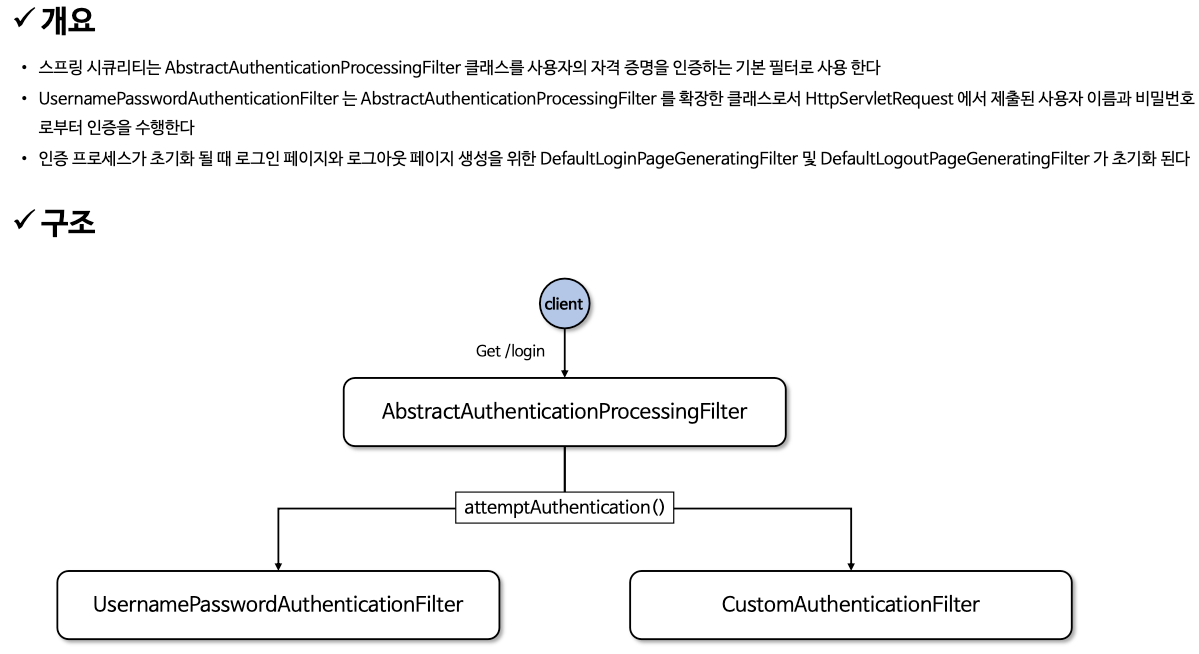 ✓ 개요
• 스프링 시큐리티는 AbstractAuthenticationProcessingFilter 클래스를 사용자의 자격 증명을 인증하는 기본 필터로 사용 한다
• UsernamePasswordAuthenticationFilter 는 AbstractAuthenticationProcessingFilter 를 확장한 클래스로서 HttpServletRequest 에서 제출된 사용자 이름과 비밀번호
로부터 인증을 수행한다
• 인증 프로세스가 초기화 될 때 로그인 페이지와 로그아웃 페이지 생성을 위한 DefaultLoginPageGeneratingFilter 및 DefaultLogoutPageGeneratingFilter 가 초기화 된다
✓ 구조
client
Get /login
AbstractAuthenticationProcessingFilter
attemptAuthentication()
UsernamePasswordAuthenticationFilter
CustomAuthenticationFilter